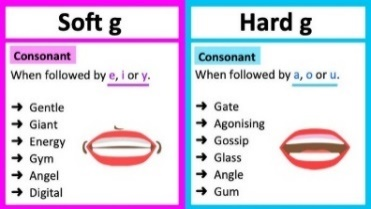 Soft g
Consonant
When followed by e, i or y.
➜ Gentle
➜ Giant
➜ Energy
➜ Gym
➜ Angel
➜ Digital
Hard g
Consonant
When followed by a, o or u.
➜ Gate
➜ Agonising
➜ Gossip
➜ Glass
➜ Angle
➜ Gum